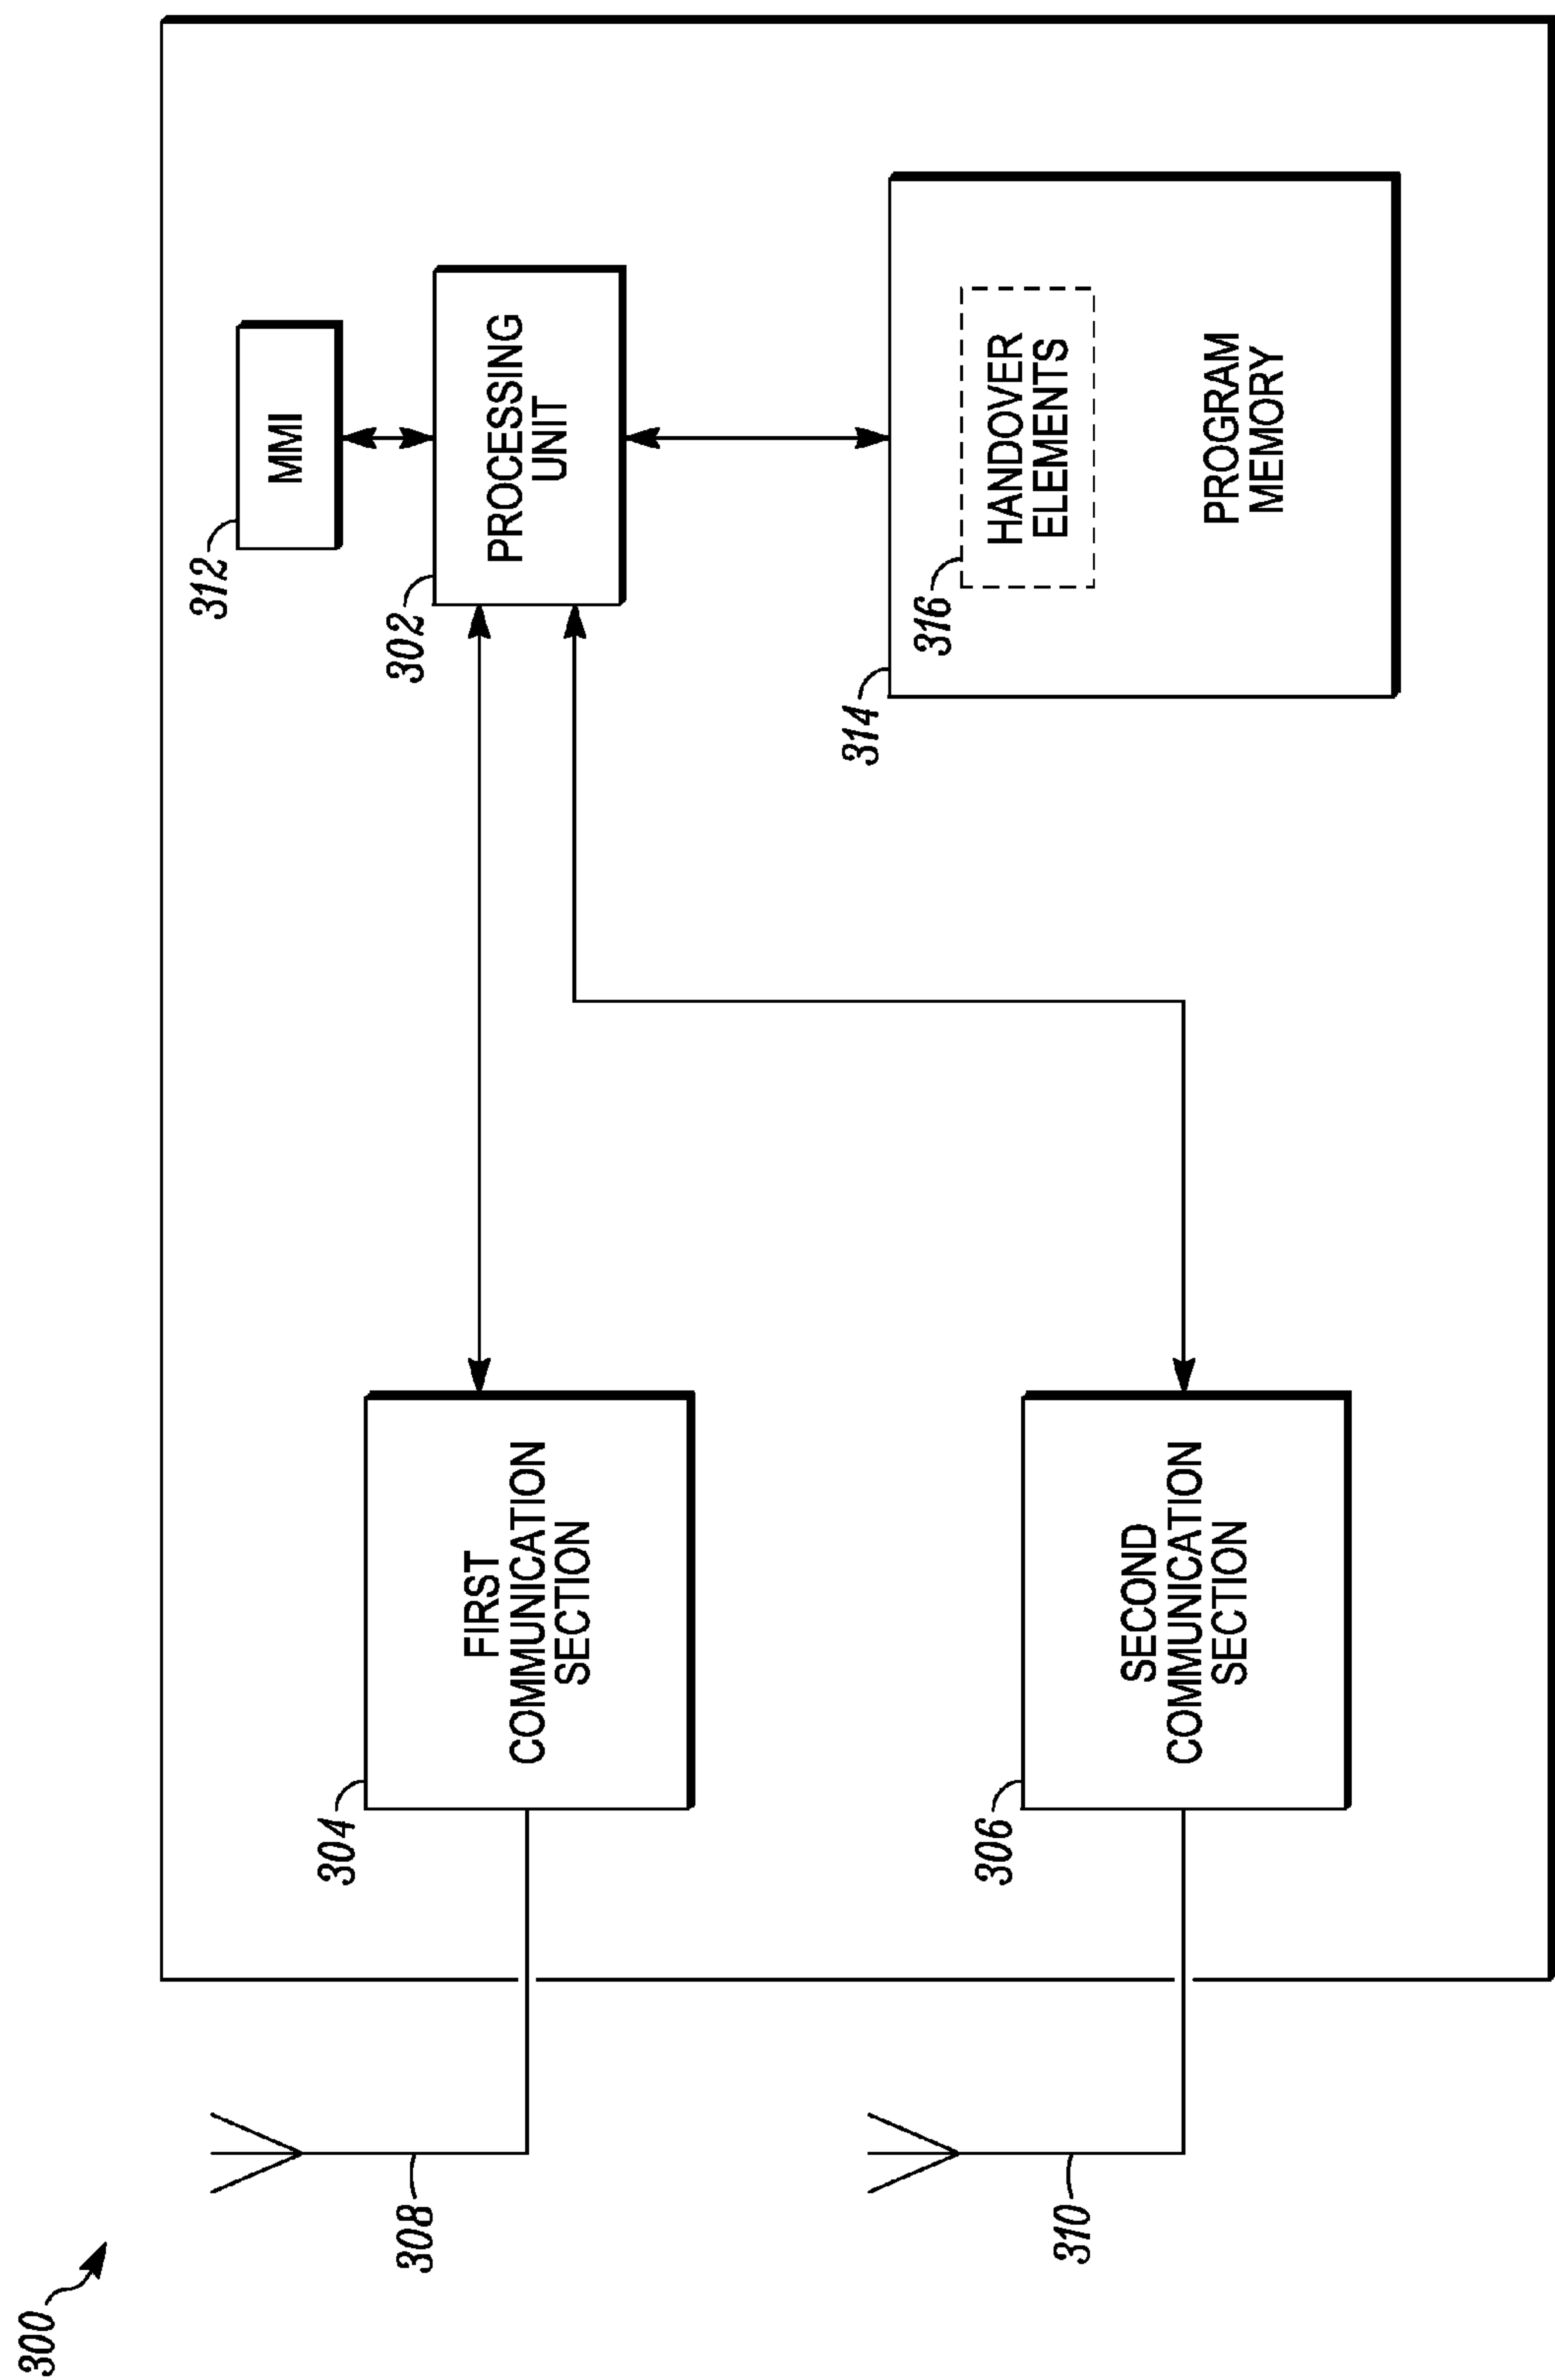 300
308
304
FIRST
COMMUNICATION
SECTION
302
312
MMI
PROCESSING
UNIT
310
306
SECOND
COMMUNICATION
SECTION
314
316
HANDOVER
ELEMENTS
PROGRAM
MEMORY